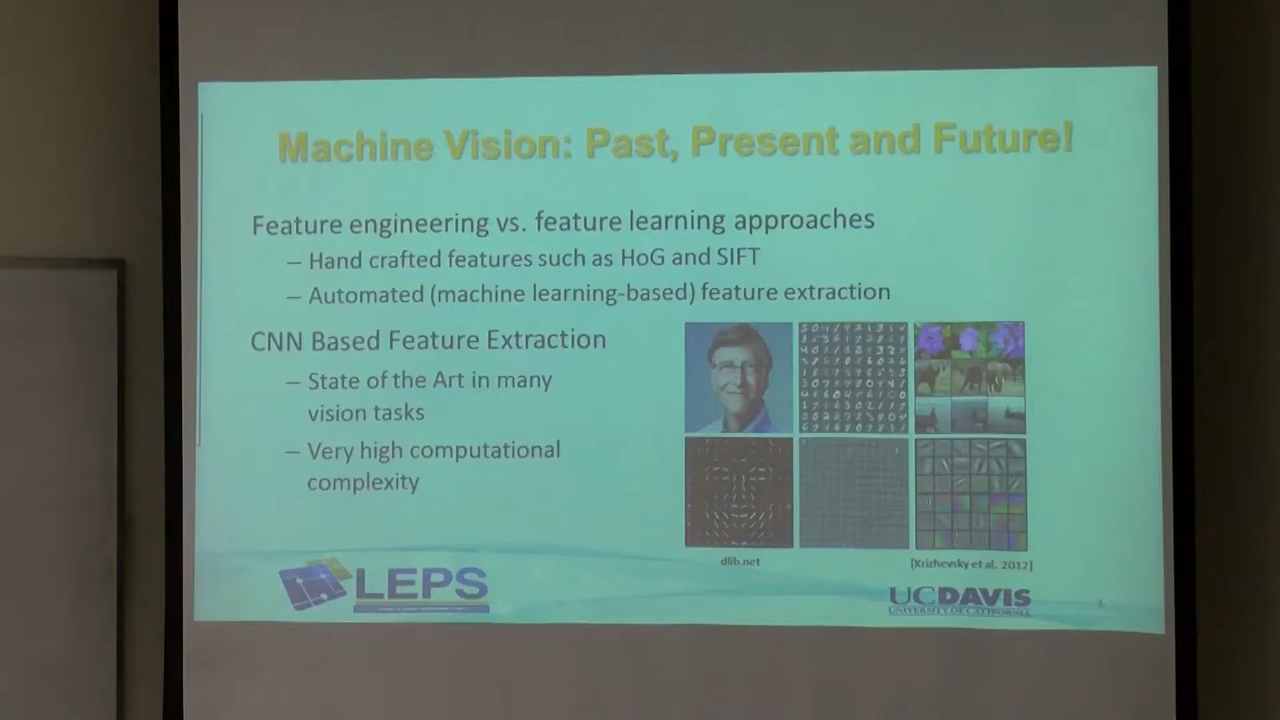 Machine Vision: Past, Present and Future!
Feature engineering vs. feature learning approaches
– Hand crafted features such as HoG and SIFT
– Automated (machine learning-based) feature extraction
CNN Based Feature Extraction
– State of the Art in many
vision tasks
– Very high computational
complexity
dlib.net
[Krizhevsky et al. 2012]
LEPS
UCDAVIS
UNIVERSITY OF CALIFORNIA